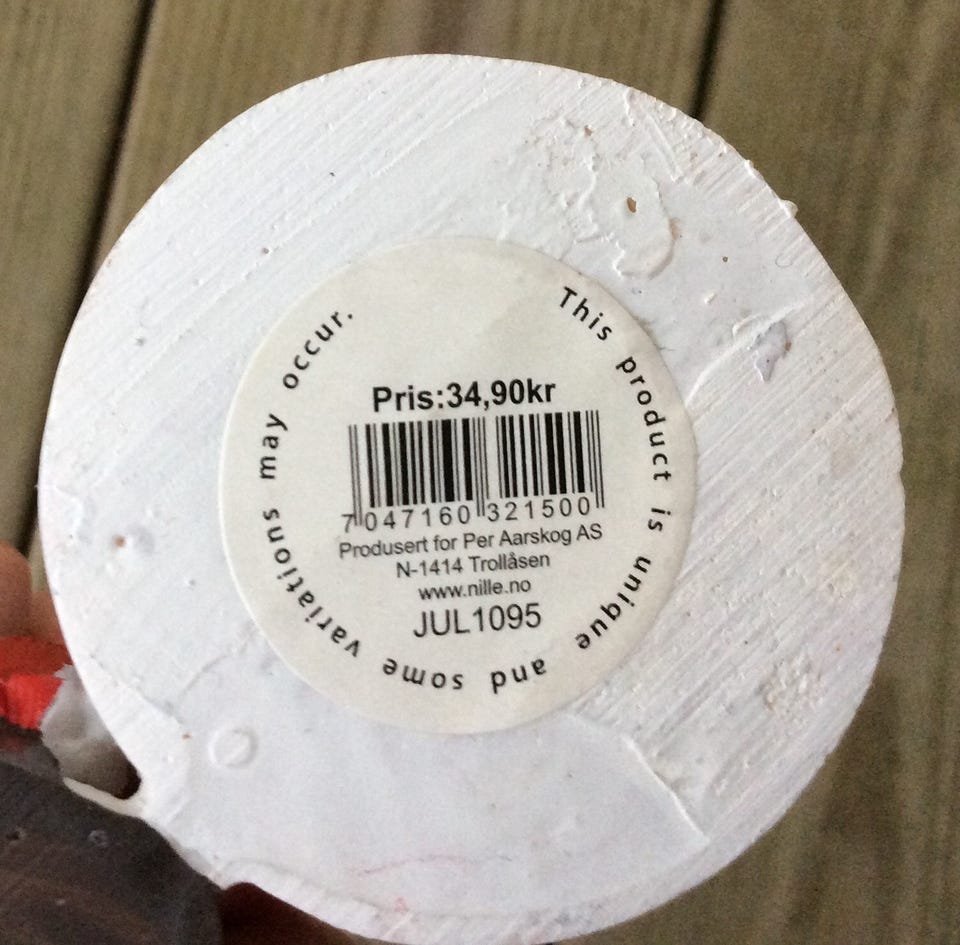 This product is unique and some variations may occur.
Pris:34,90kr
7 047160 321500
Produsert for Per Aarskog AS
N-1414 Trollåsen
www.nille.no
JUL1095